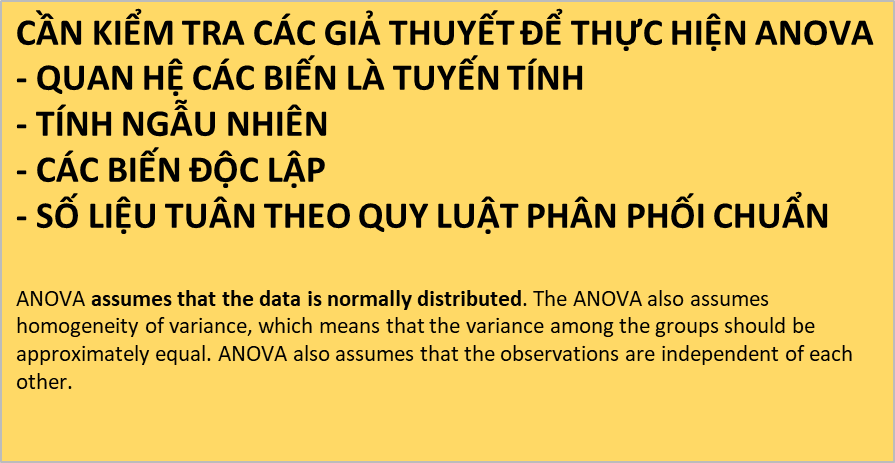 CẦN KIỂM TRA CÁC GIẢ THUYẾT ĐỂ THỰC HIỆN ANOVA
- QUAN HỆ CÁC BIẾN LÀ TUYẾN TÍNH
- TÍNH NGẪU NHIÊN
- CÁC BIẾN ĐỘC LẬP
- SỐ LIỆU TUÂN THEO QUY LUẬT PHÂN PHỐI CHUẨN
ANOVA assumes that the data is normally distributed. The ANOVA also assumes
homogeneity of variance, which means that the variance among the groups should be
approximately equal. ANOVA also assumes that the observations are independent of each
other.